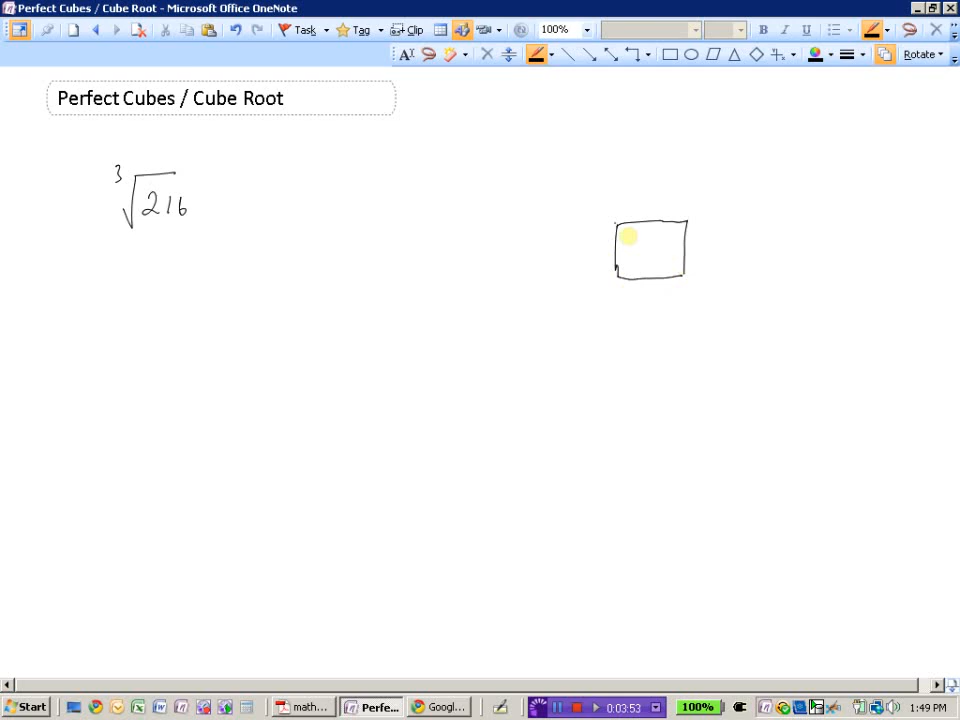 Perfect Cubes / Cube Root - Microsoft Office OneNote
Task Tag Clip 100% B I U
A Rotate
Perfect Cubes / Cube Root
3
√216
Start math... Perfe... Googl... 0:03:53 100% 1:49 PM